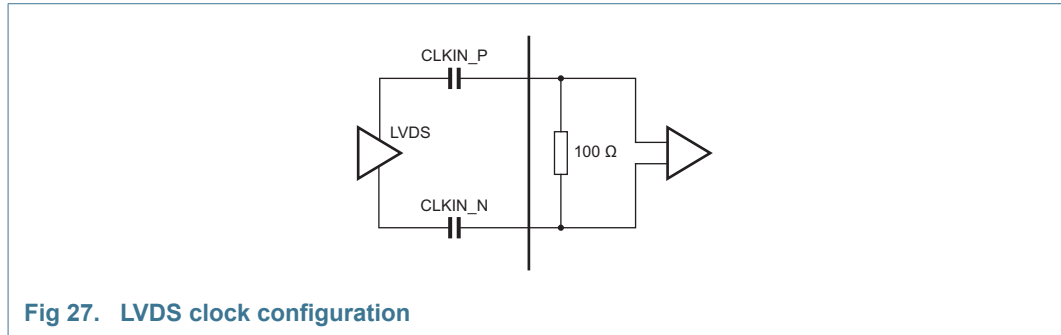 CLKIN_P
LVDS
100 Ω
CLKIN_N
Fig 27. LVDS clock configuration